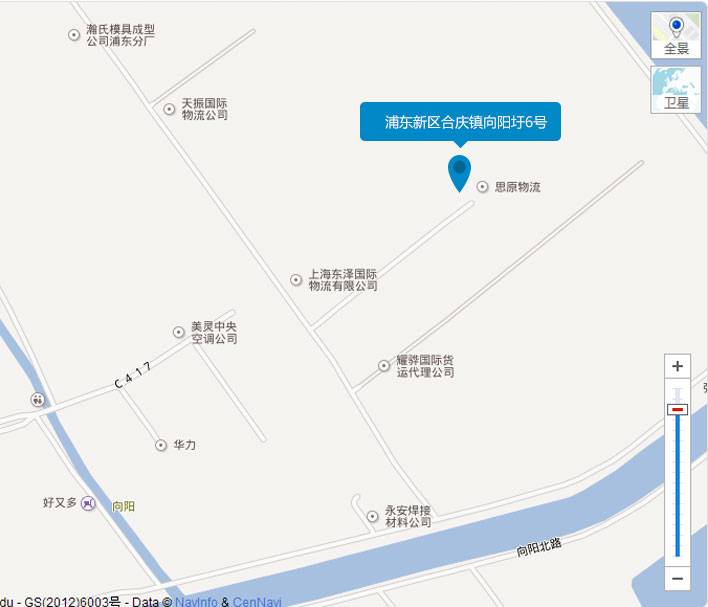 瀚氏模具成型
公司浦东分厂
全景
卫星
天振国际
物流公司
浦东新区合庆镇向阳圩6号
思原物流
上海东泽国际
物流有限公司
美灵中央
空调公司
耀骅国际货
运代理公司
C417
华力
好又多
向阳
永安焊接
材料公司
向阳北路
du - GS(2012)6003号 - Data © NavInfo & CenNavi